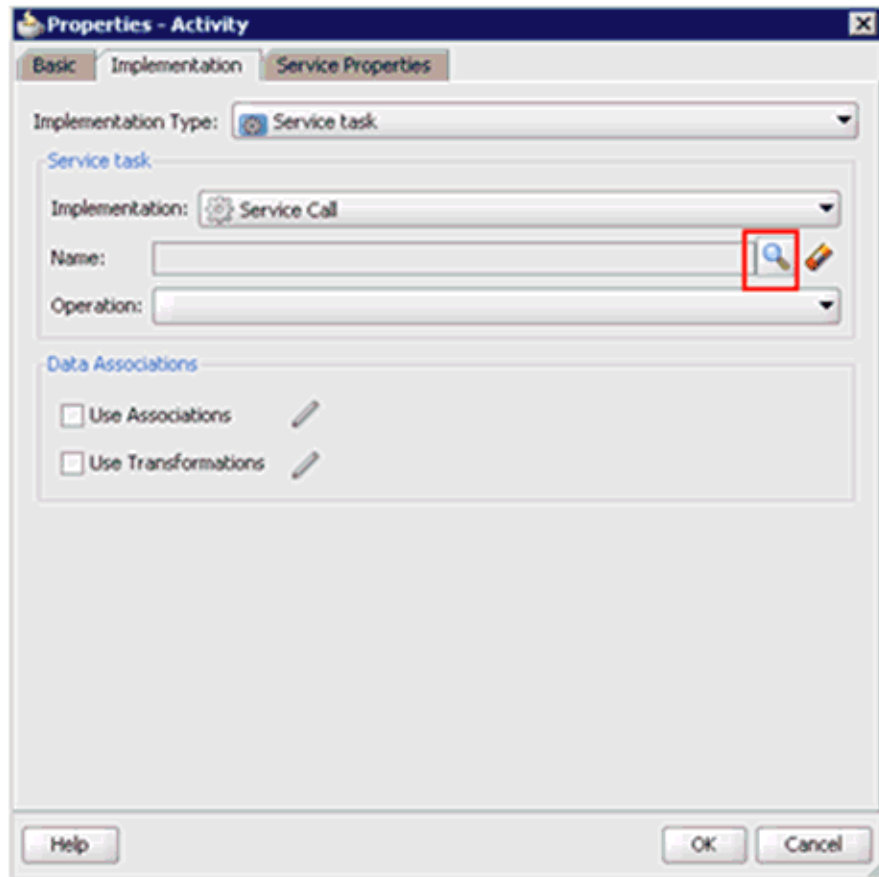 Properties - Activity
Basic Implementation Service Properties
Implementation Type: Service task
Service task
Implementation: Service Call
Name:
Operation:
Data Associations
Use Associations
Use Transformations
Help OK Cancel